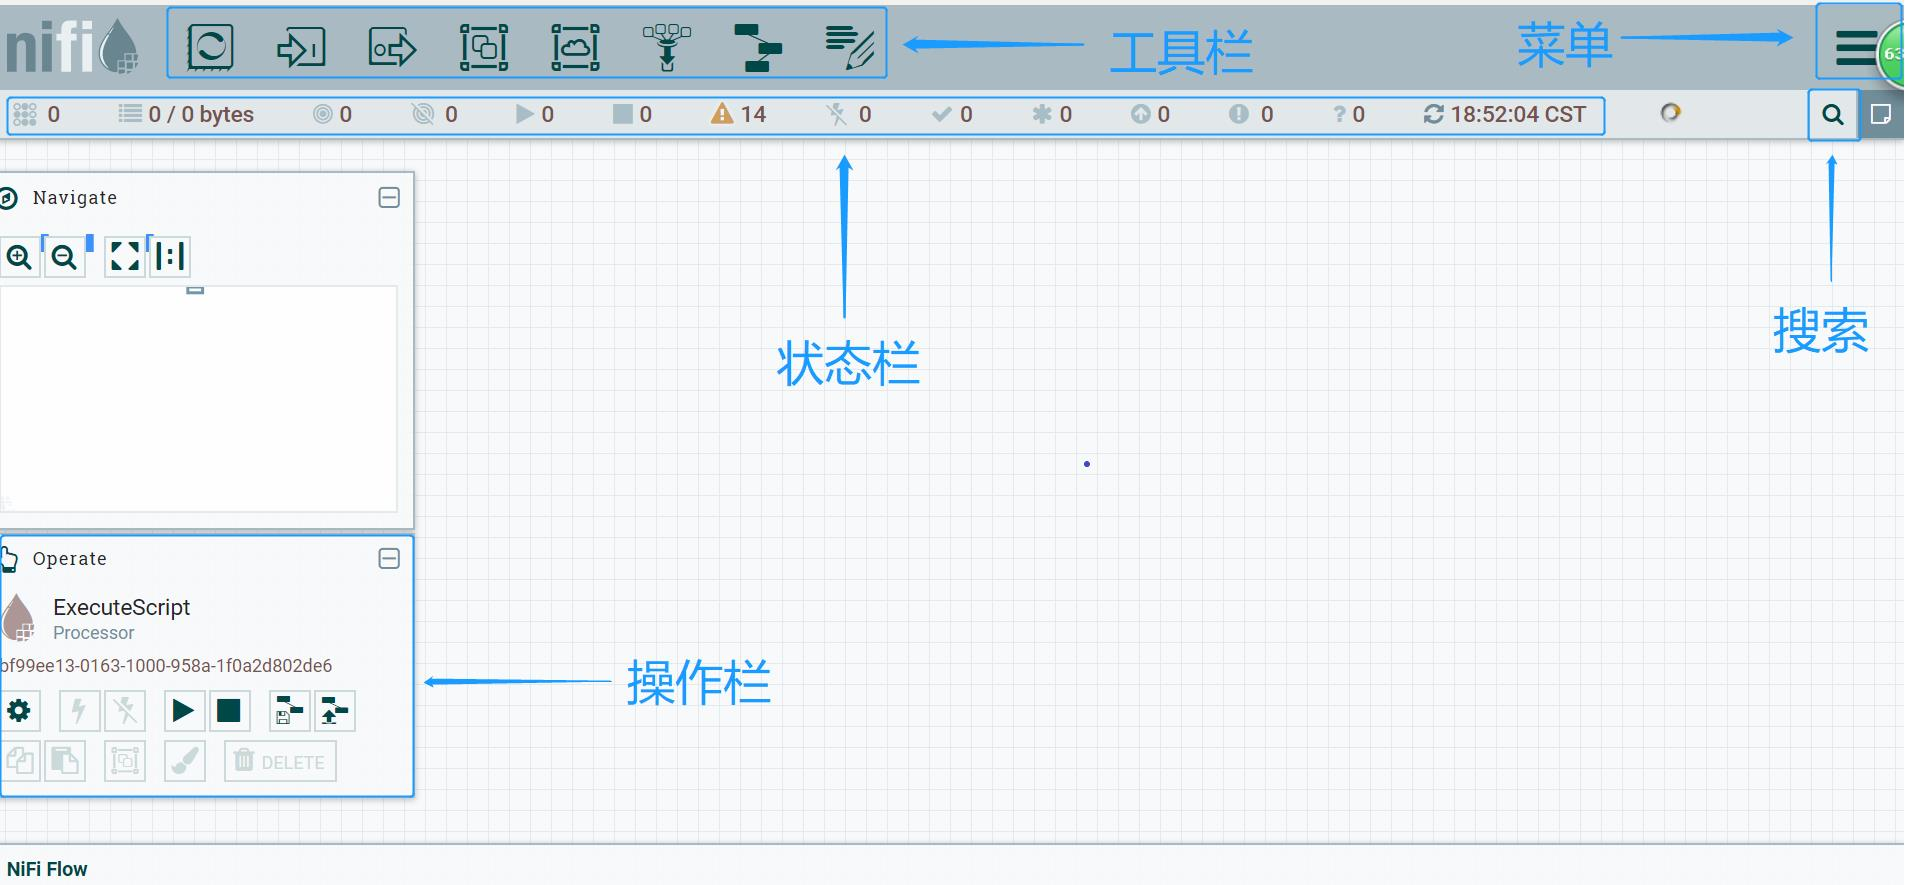 nifi
工具栏
菜单
63
0 0 / 0 bytes 0 0 0 0 14 0 0 0 0 0 0 18:52:04 CST
Navigate
状态栏
搜索
Operate
ExecuteScript
Processor
bf99ee13-0163-1000-958a-1f0a2d802de6
操作栏
DELETE
NiFi Flow